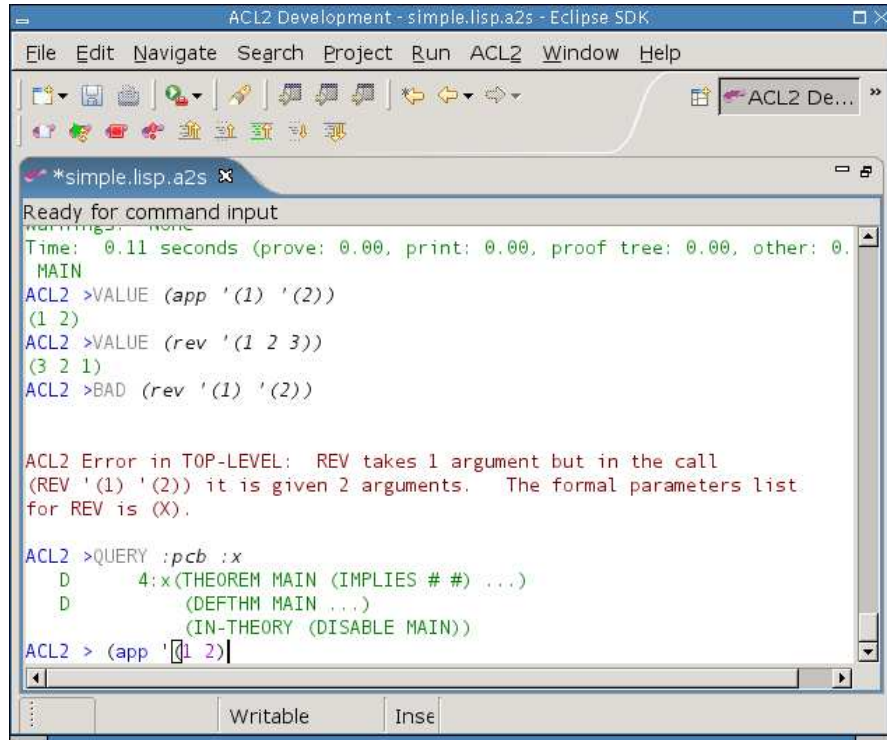 ACL2 Development - simple.lisp.a2s - Eclipse SDK
File Edit Navigate Search Project Run ACL2 Window Help
ACL2 De... »
*simple.lisp.a2s
Ready for command input
Warnings: None
Time: 0.11 seconds (prove: 0.00, print: 0.00, proof tree: 0.00, other: 0.
MAIN
ACL2 >VALUE (app '(1) '(2))
(1 2)
ACL2 >VALUE (rev '(1 2 3))
(3 2 1)
ACL2 >BAD (rev '(1) '(2))
ACL2 Error in TOP-LEVEL: REV takes 1 argument but in the call
(REV '(1) '(2)) it is given 2 arguments. The formal parameters list
for REV is (X).
ACL2 >QUERY :pcb :x
D 4:x(THEOREM MAIN (IMPLIES # #) ...)
D (DEFTHM MAIN ...)
(IN-THEORY (DISABLE MAIN))
ACL2 > (app '(1 2)
Writable Inse